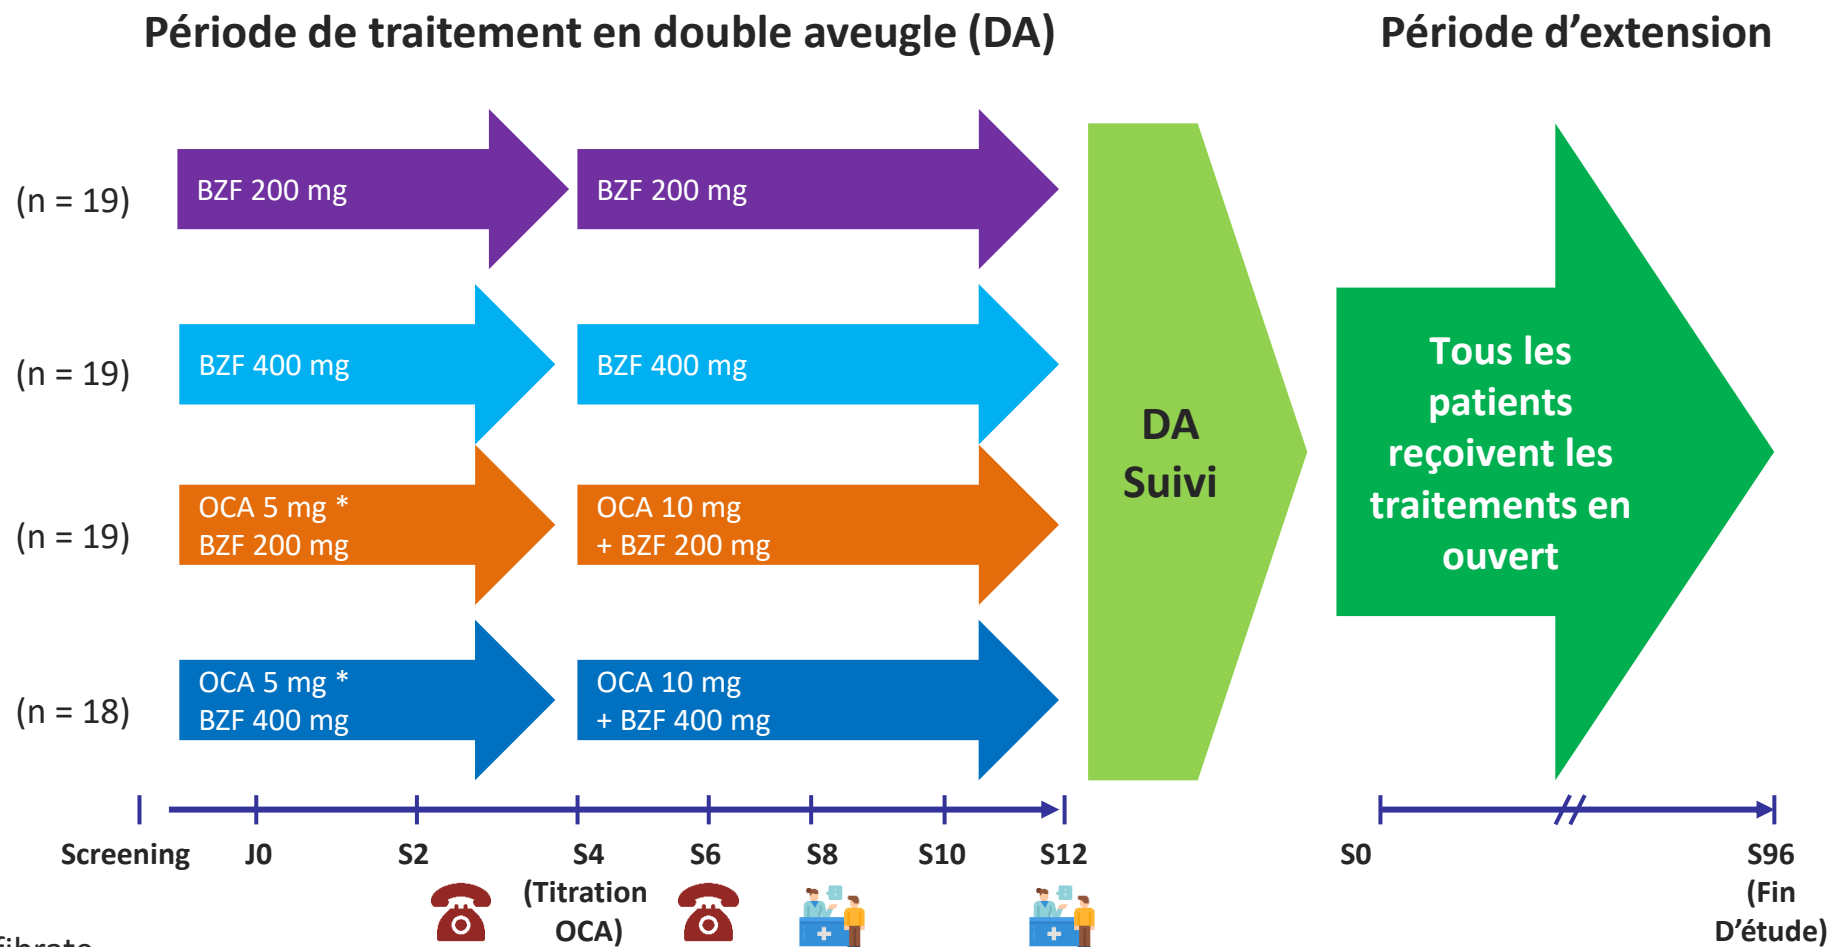 Période de traitement en double aveugle (DA)
Période d’extension
(n = 19)
BZF 200 mg
BZF 200 mg
(n = 19)
BZF 400 mg
BZF 400 mg
(n = 19)
OCA 5 mg *
BZF 200 mg
OCA 10 mg
+ BZF 200 mg
(n = 18)
OCA 5 mg *
BZF 400 mg
OCA 10 mg
+ BZF 400 mg
DA
Suivi
Tous les
patients
reçoivent les
traitements en
ouvert
Screening J0 S2 S4 S6 S8 S10 S12
(Titration
OCA)
S0 S96
(Fin
D’étude)